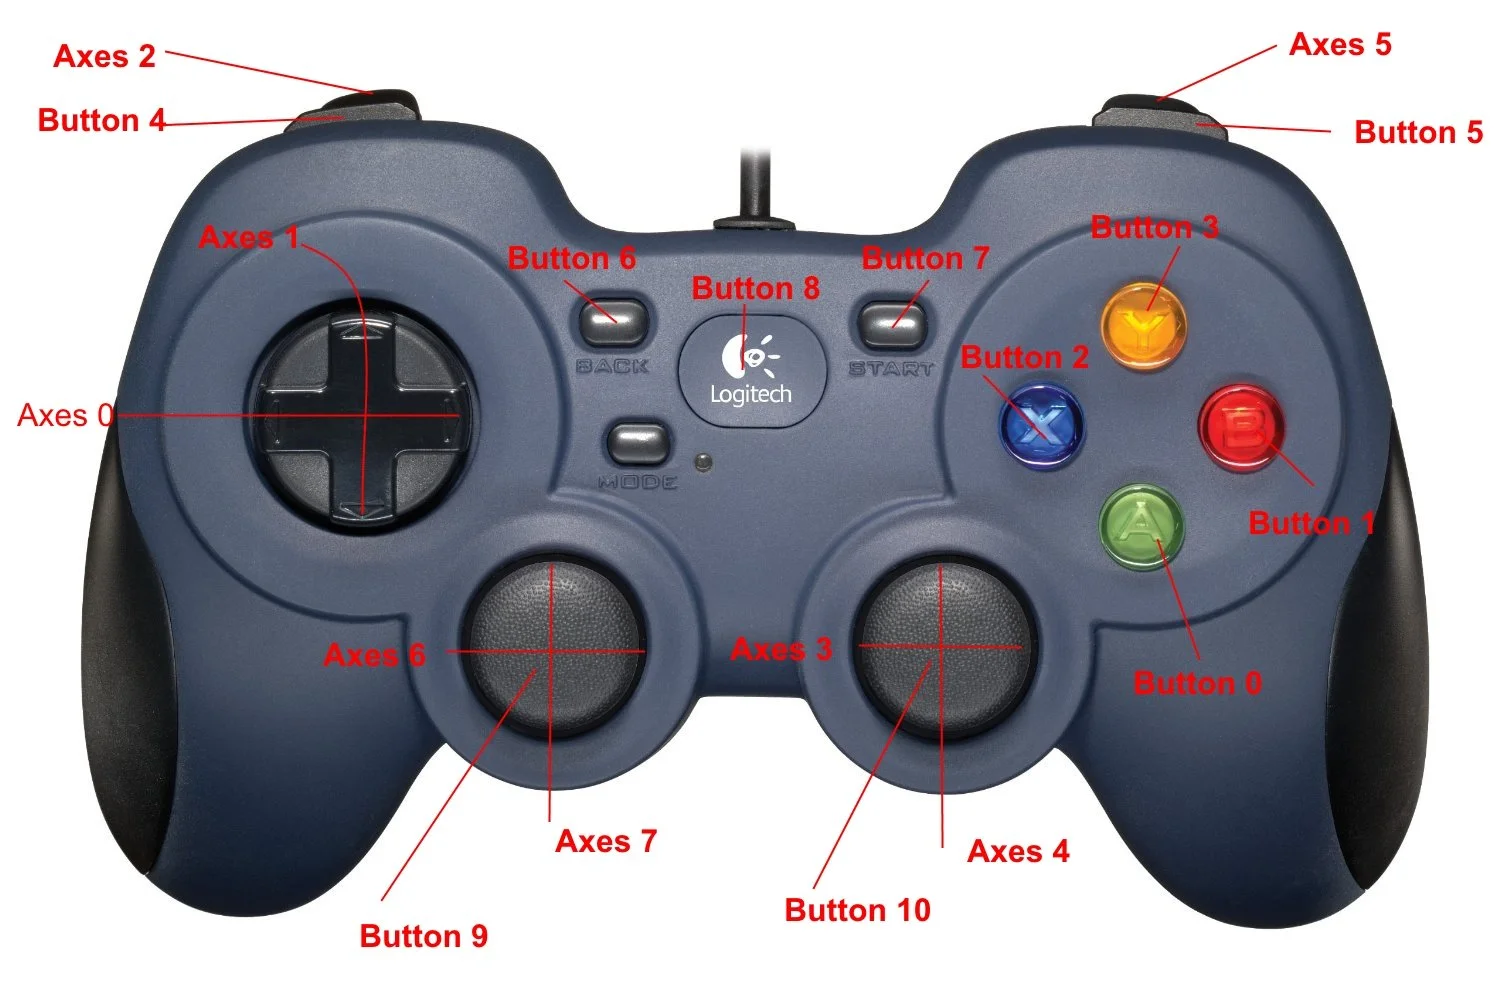 Axes 2
Axes 5
Button 4
Button 5
Button 3
Axes 1
Button 6
Button 7
Button 8
Y
BACK
START
Button 2
Logitech
Axes 0
X
B
MODE
A
Button 1
Axes 6
Axes 3
Button 0
Axes 7
Axes 4
Button 10
Button 9